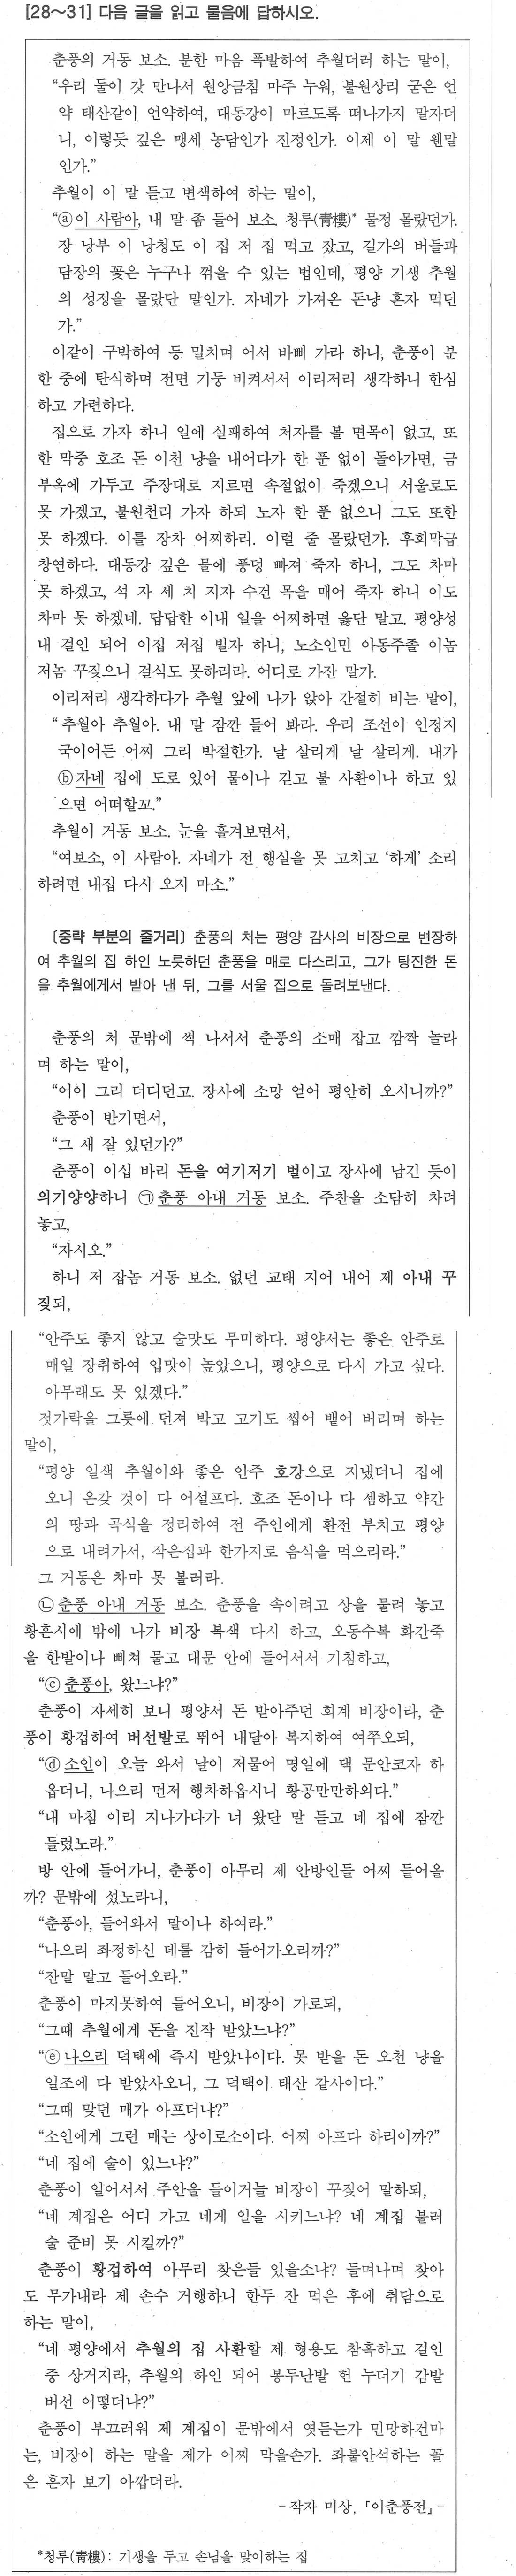 [28~31] 다음 글을 읽고 물음에 답하시오.
춘풍의 거동 보소. 분한 마음 폭발하여 추월더러 하는 말이,
“우리 둘이 갓 만나서 원앙금침 마주 누워, 불원상리 굳은 언
약 태산같이 언약하여, 대동강이 마르도록 떠나가지 말자더
니, 이렇듯 깊은 맹세 농담인가 진정인가. 이제 이 말 웬말
인가.”
추월이 이 말 듣고 변색하여 하는 말이,
“ⓐ이 사람아, 내 말 좀 들어 보소. 청루(靑樓)* 물정 몰랐던가.
장 낭부 이 낭청도 이 집 저 집 먹고 잤고, 길가의 버들과
담장의 꽃은 누구나 꺾을 수 있는 법인데, 평양 기생 추월
의 성정을 몰랐단 말인가. 자네가 가져온 돈냥 혼자 먹던
가.”
이같이 구박하여 등 밀치며 어서 바삐 가라 하니, 춘풍이 분
한 중에 탄식하며 전면 기둥 비켜서서 이리저리 생각하니 한심
하고 가련하다.
집으로 가자 하니 일에 실패하여 처자를 볼 면목이 없고, 또
한 막중 호조 돈 이천 냥을 내어다가 한 푼 없이 돌아가면, 금
부옥에 가두고 주장대로 지르면 속절없이 죽겠으니 서울로도
못 가겠고, 불원천리 가자 하되 노자 한 푼 없으니 그도 또한
못 하겠다. 이를 장차 어찌하리. 이럴 줄 몰랐던가. 후회막급
창연하다. 대동강 깊은 물에 풍덩 빠져 죽자 하니, 그도 차마
못 하겠고, 석 자 세 치 지자 수건 목을 매어 죽자 하니 이도
차마 못 하겠네. 답답한 이내 일을 어찌하면 옳단 말고. 평양성
내 걸인 되어 이집 저집 빌자 하니, 노소인민 아동주졸 이놈
저놈 꾸짖으니 걸식도 못하리라. 어디로 가잔 말가.
이리저리 생각하다가 추월 앞에 나가 앉아 간절히 비는 말이,
“추월아 추월아. 내 말 잠깐 들어 봐라. 우리 조선이 인정지
국이어든 어찌 그리 박절한가. 날 살리게 날 살리게. 내가
ⓑ자네 집에 도로 있어 물이나 긷고 불 사환이나 하고 있
으면 어떠할꼬.”
추월이 거동 보소. 눈을 흘겨보면서,
“여보소, 이 사람아. 자네가 전 행실을 못 고치고 ‘하게’ 소리
하려면 내집 다시 오지 마소.”
〔중략 부분의 줄거리〕 춘풍의 처는 평양 감사의 비장으로 변장하
여 추월의 집 하인 노릇하던 춘풍을 매로 다스리고, 그가 탕진한 돈
을 추월에게서 받아 낸 뒤, 그를 서울 집으로 돌려보낸다.
춘풍의 처 문밖에 썩 나서서 춘풍의 소매 잡고 깜짝 놀라
며 하는 말이,
“어이 그리 더디던고. 장사에 소망 얻어 평안히 오시니까?”
춘풍이 반기면서,
“그 새 잘 있던가?”
춘풍이 이십 바리 돈을 여기저기 벌이고 장사에 남긴 듯이
의기양양하니 ㉠춘풍 아내 거동 보소. 주찬을 소담히 차려
놓고,
“자시오.”
하니 저 잡놈 거동 보소. 없던 교태 지어 내어 제 아내 꾸
짖되,
“안주도 좋지 않고 술맛도 무미하다. 평양서는 좋은 안주로
매일 장취하여 입맛이 높았으니, 평양으로 다시 가고 싶다.
아무래도 못 있겠다.”
젓가락을 그릇에 던져 박고 고기도 씹어 뱉어 버리며 하는
말이,
“평양 일색 추월이와 좋은 안주 호강으로 지냈더니 집에
오니 온갖 것이 다 어설프다. 호조 돈이나 다 셈하고 약간
의 땅과 곡식을 정리하여 전 주인에게 환전 부치고 평양
으로 내려가서, 작은집과 한가지로 음식을 먹으리라.”
그 거동은 차마 못 볼러라.
㉡춘풍 아내 거동 보소. 춘풍을 속이려고 상을 물려 놓고
황혼시에 밖에 나가 비장 복색 다시 하고, 오동수복 화간죽
을 한발이나 삐쳐 물고 대문 안에 들어서서 기침하고,
“ⓒ춘풍아, 왔느냐?”
춘풍이 자세히 보니 평양서 돈 받아주던 회계 비장이라, 춘
풍이 황겁하여 버선발로 뛰어 내달아 복지하여 여쭈오되,
“ⓓ소인이 오늘 와서 날이 저물어 명일에 댁 문안코자 하
옵더니, 나으리 먼저 행차하옵시니 황공만만하외다.”
“내 마침 이리 지나가다가 너 왔단 말 듣고 네 집에 잠깐
들렀노라.”
방 안에 들어가니, 춘풍이 아무리 제 안방인들 어찌 들어올
까? 문밖에 섰노라니,
“춘풍아, 들어와서 말이나 하여라.”
“나으리 좌정하신 데를 감히 들어가오리까?”
“잔말 말고 들어오라.”
춘풍이 마지못하여 들어오니, 비장이 가로되,
“그때 추월에게 돈을 진작 받았느냐?”
“ⓔ나으리 덕택에 즉시 받았나이다. 못 받을 돈 오천 냥을
일조에 다 받았사오니, 그 덕택이 태산 같사이다.”
“그때 맞던 매가 아프더냐?”
“소인에게 그런 매는 상이로소이다. 어찌 아프다 하리이까?”
“네 집에 술이 있느냐?”
춘풍이 일어서서 주안을 들이거늘 비장이 꾸짖어 말하되,
“네 계집은 어디 가고 네게 일을 시키느냐? 네 계집 불러
술 준비 못 시킬까?”
춘풍이 황겁하여 아무리 찾은들 있을소냐? 들며나며 찾아
도 무가내라 제 손수 거행하니 한두 잔 먹은 후에 취담으로
하는 말이,
“네 평양에서 추월의 집 사환할 제 형용도 참혹하고 걸인
중 상거지라, 추월의 하인 되어 봉두난발 헌 누더기 감발
버선 어떻더냐?”
춘풍이 부끄러워 제 계집이 문밖에서 엿듣는가 민망하건마
는, 비장이 하는 말을 제가 어찌 막을손가. 좌불안석하는 꼴
은 혼자 보기 아깝더라.
- 작자 미상, 「이춘풍전」 -
*청루(靑樓): 기생을 두고 손님을 맞이하는 집